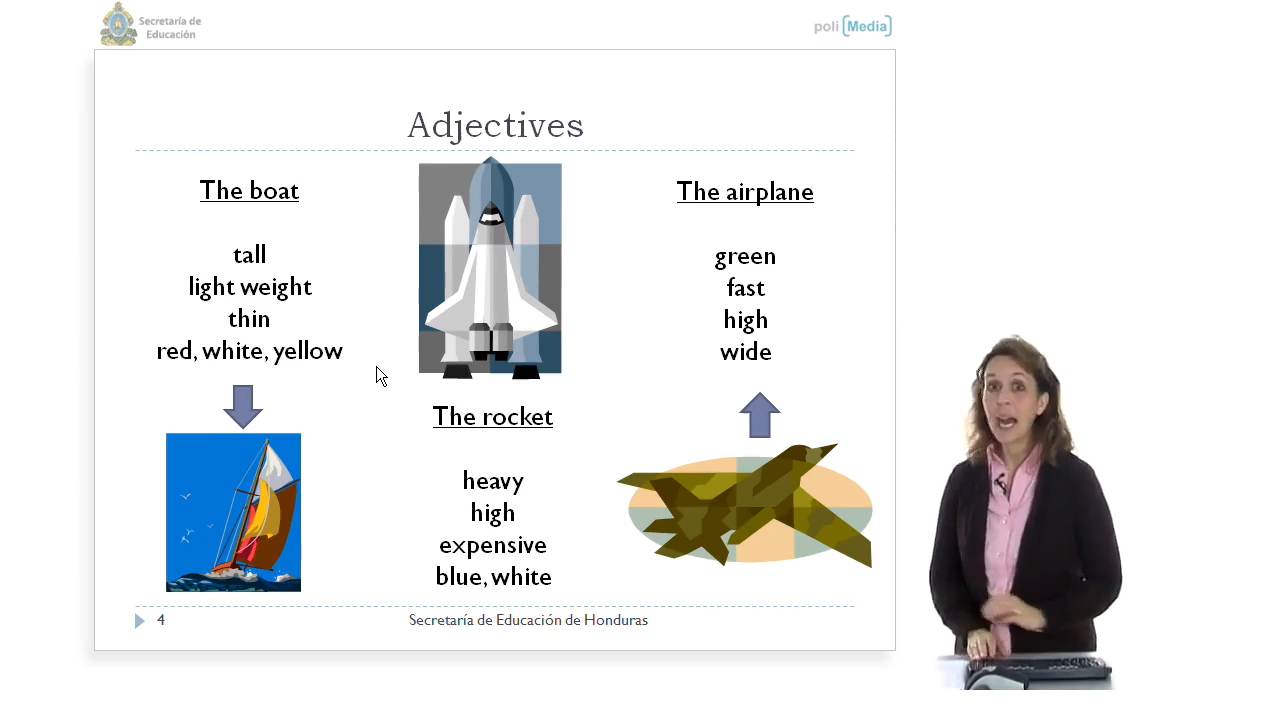 Secretaría de
Educación
poli [Media]
Adjectives
The boat
tall
light weight
thin
red, white, yellow
The rocket
heavy
high
expensive
blue, white
The airplane
green
fast
high
wide
4
Secretaría de Educación de Honduras